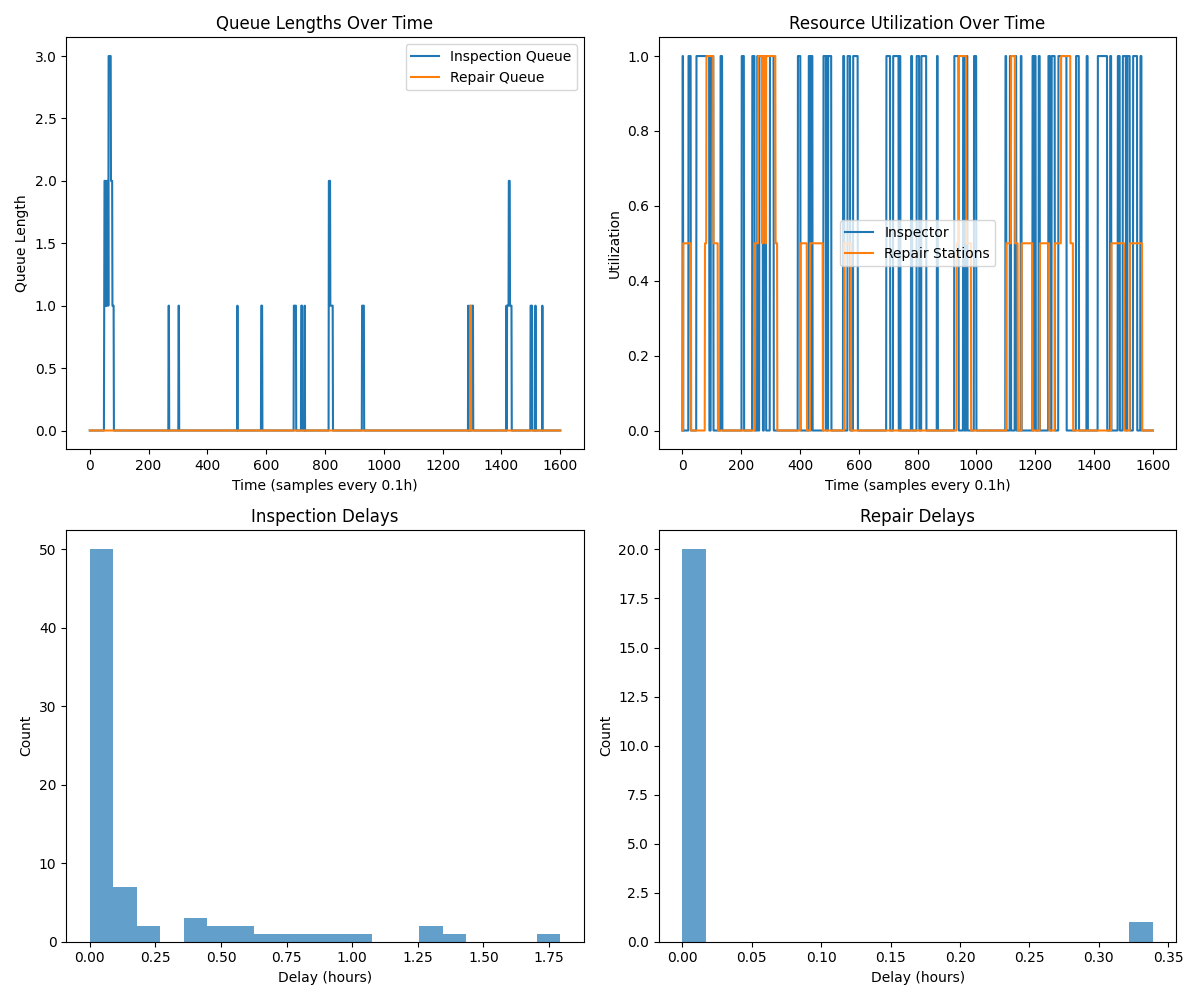 Queue Lengths Over Time
Queue Length
3.0
2.5
2.0
1.5
1.0
0.5
0.0
Inspection Queue
Repair Queue
0 200 400 600 800 1000 1200 1400 1600
Time (samples every 0.1h)
Resource Utilization Over Time
Utilization
1.0
0.8
0.6
0.4
0.2
0.0
Inspector
Repair Stations
0 200 400 600 800 1000 1200 1400 1600
Time (samples every 0.1h)
Inspection Delays
Count
50
40
30
20
10
0
0.00 0.25 0.50 0.75 1.00 1.25 1.50 1.75
Delay (hours)
Repair Delays
Count
20.0
17.5
15.0
12.5
10.0
7.5
5.0
2.5
0.0
0.00 0.05 0.10 0.15 0.20 0.25 0.30 0.35
Delay (hours)